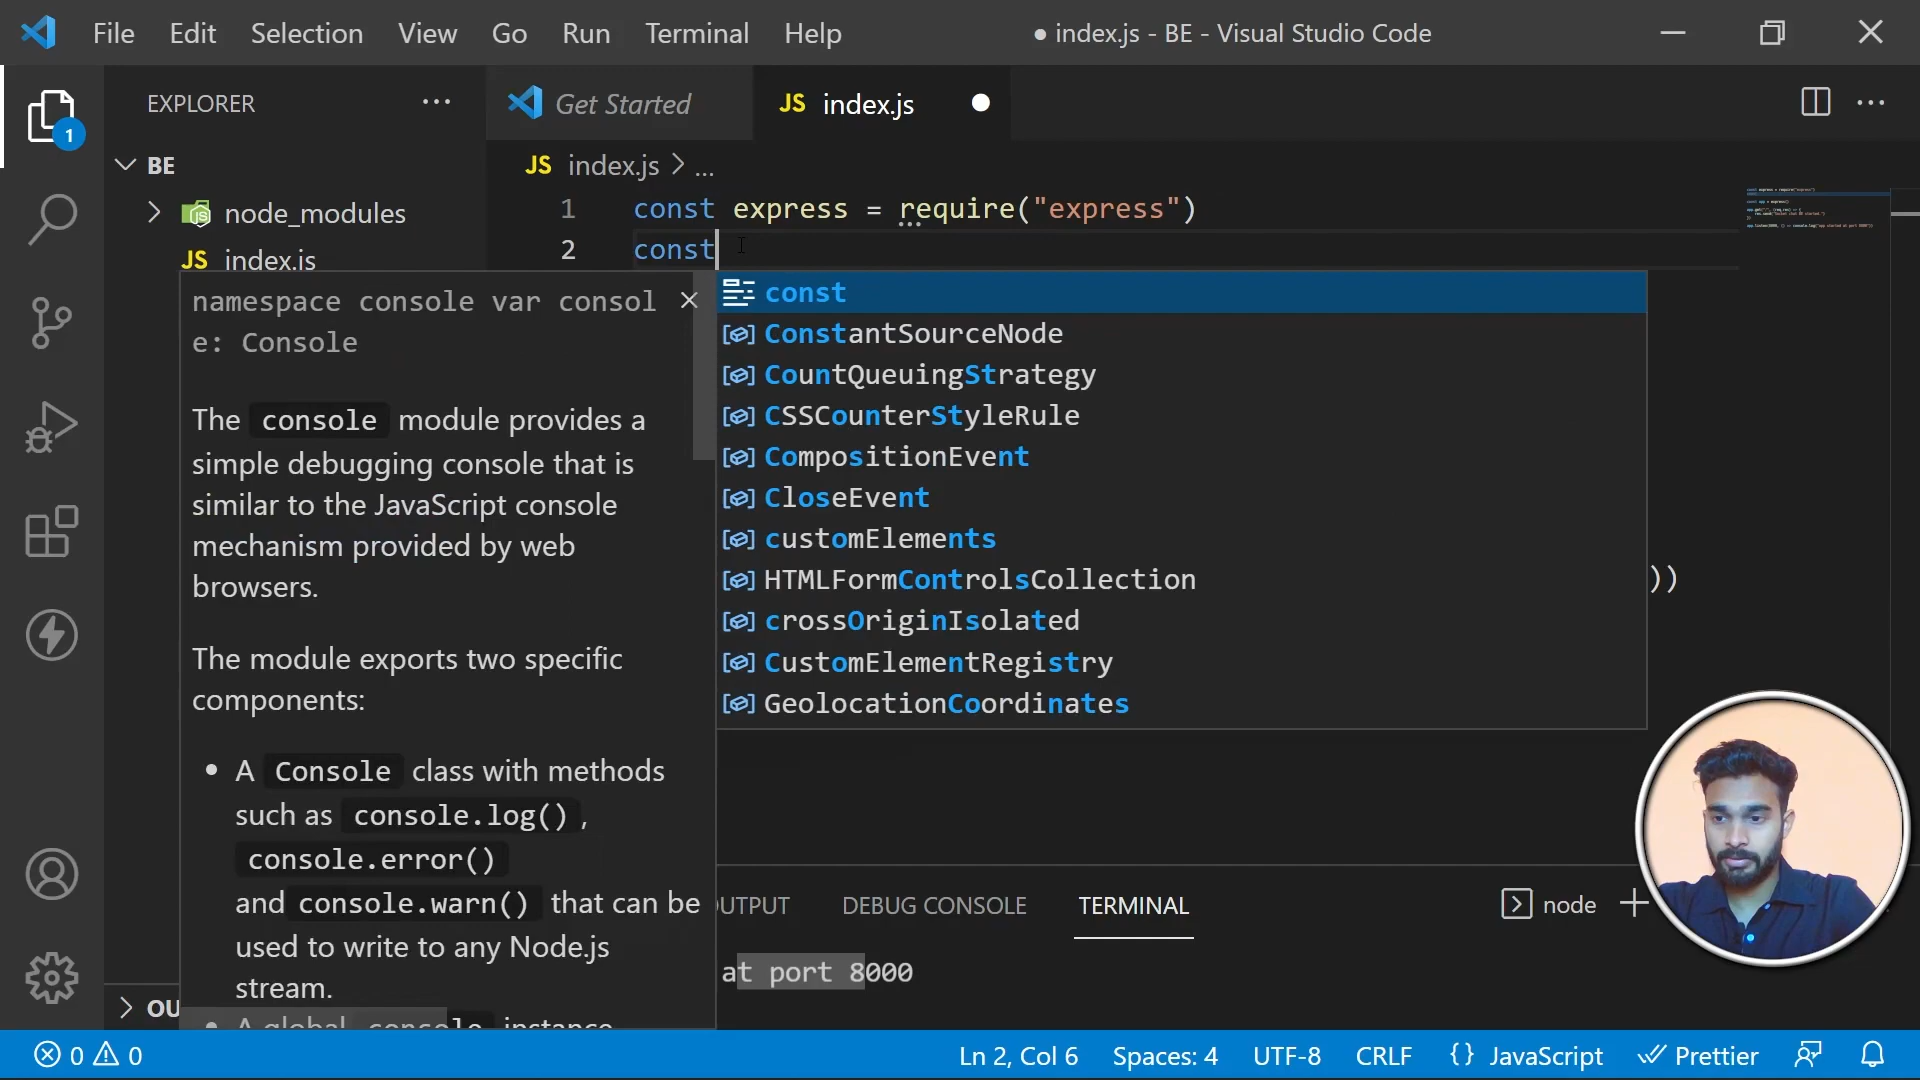 File Edit Selection View Go Run Terminal Help ● index.js - BE - Visual Studio Code
EXPLORER
Get Started
JS index.js
1
BE
JS index.js > ...
node_modules
1 const express = require("express")
JS index.js
2 const
namespace console var consol
e: Console
The console module provides a
simple debugging console that is
similar to the JavaScript console
mechanism provided by web
browsers.
The module exports two specific
components:
• A Console class with methods
such as console.log(),
console.error()
and console.warn() that can be
used to write to any Node.js
stream.
• A global console instance
const
ConstantSourceNode
CountQueuingStrategy
CSSCounterStyleRule
CompositionEvent
CloseEvent
customElements
HTMLFormControlsCollection
crossOriginIsolated
CustomElementRegistry
GeolocationCoordinates
))
UTPUT DEBUG CONSOLE TERMINAL node
at port 8000
OU
0 0 Ln 2, Col 6 Spaces: 4 UTF-8 CRLF {} JavaScript Prettier